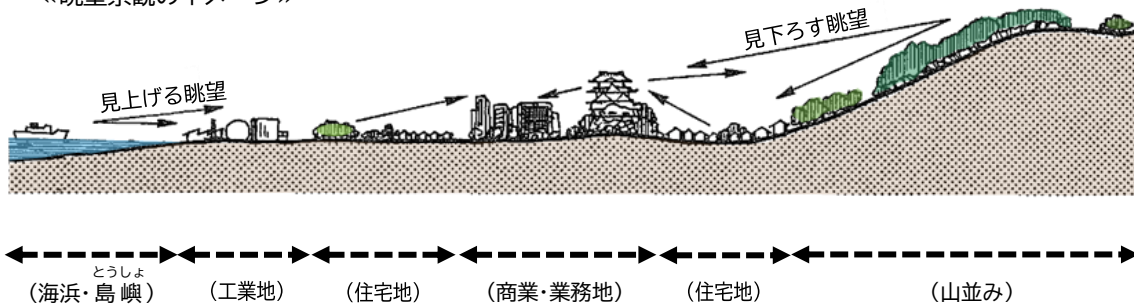 ≪眺望景観のイメージ≫
見下ろす眺望
見上げる眺望
とうしょ
(海浜・島嶼)
(工業地)
(住宅地)
(商業・業務地)
(住宅地)
(山並み)